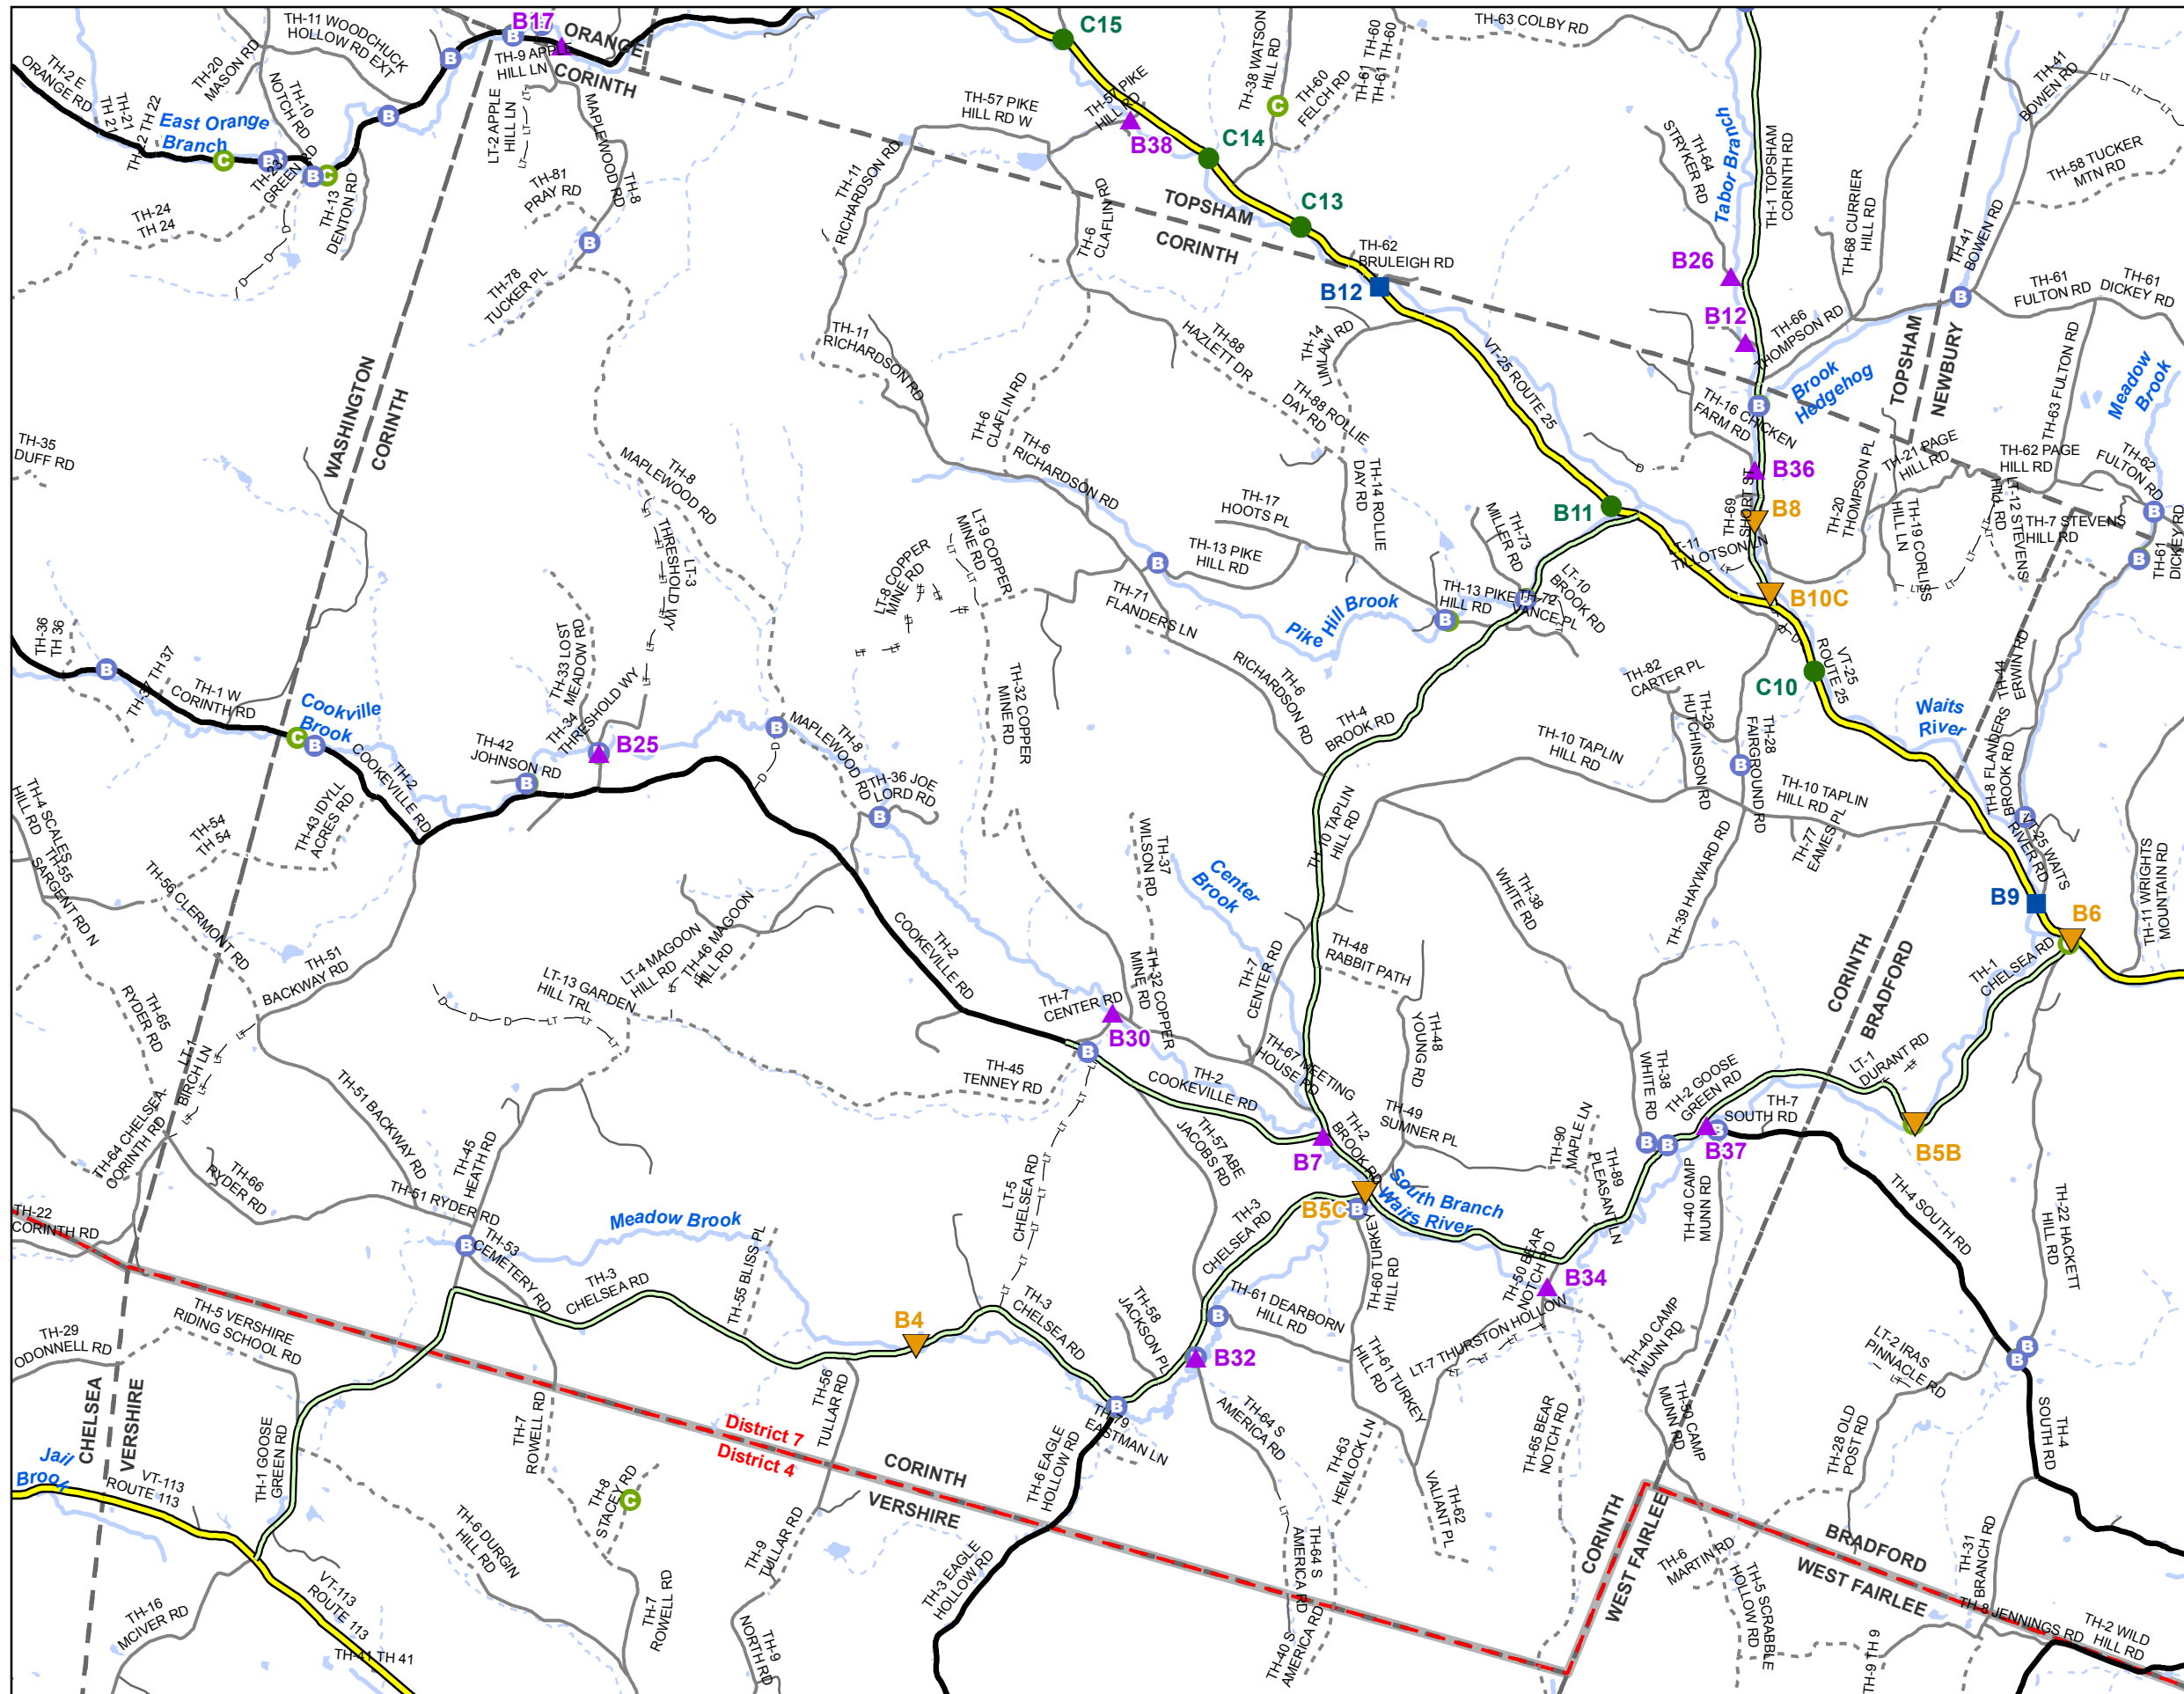 TH-11 WOODCHUCK
HOLLOW RD EXT
B17
ORANGE
CORINTH
TH-9 APPLE
HILL LN
TH-2 E
ORANGE RD
TH-20
MASON RD
TH-10
NOTCH RD
TH-21
TH 21
TH-22 TH 22
East Orange
Branch
TH-23
GREEN RD
TH-13
DENTON RD
TH-24
TH 24
LT-2 APPLE
HILL LN
MAPLEWOOD RD
TH-8
TH-81
PRAY RD
TH-78
TUCKER PL
C15
TH-57 PIKE
HILL RD W
TH-57 PIKE
HILL RD
B38
C14
C13
TH-38 WATSON
HILL RD
TH-60
FELCH RD
TH-61 TH-60
TH-61 TH-60
TH-63 COLBY RD
TOPSHAM
CORINTH
TH-11
RICHARDSON RD
TH-6
CLAFLIN RD
TH-62
BRULEIGH RD
B12
TH-64
STRYKER RD
Tabor Branch
TH-1 TOPSHAM
CORINTH RD
B26
B12
TH-66
THOMPSON RD
TH-68 CURRIER
HILL RD
TH-41
BOWEN RD
TH-58 TUCKER
MTN RD
TH-41
BOWEN RD
TH-61
FULTON RD
TH-61
DICKEY RD
TOPSHAM
NEWBURY
TH-63 FULTON RD
Meadow
Brook
Brook
Hedgehog
TH-16 CHICKEN
FARM RD
B36
B8
TH-69
SHORT ST
TH-20
THOMPSON PL
TH-21 PAGE
HILL RD
TH-62 PAGE
HILL RD
TH-62
FULTON RD
TH-19 CORLISS
HILL LN
LT-12 STEVENS
HILL RD
TH-7 STEVENS
HILL RD
TH-61
DICKEY RD
WASHINGTON
CORINTH
TH-35
DUFF RD
TH-11
RICHARDSON RD
TH-88
HAZLETT DR
TH-14
LIMLAW RD
TH-88 ROLLIE
DAY RD
VT-25 ROUTE 25
TH-6
CLAFLIN RD
TH-6
RICHARDSON RD
TH-14 ROLLIE
DAY RD
TH-17
HOOTS PL
TH-13 PIKE
HILL RD
TH-73
MILLER RD
B11
LT-11
TILLOTSON LN
B10C
TH-13 PIKE
HILL RD
TH-72
VANCE PL
LT-10
BROOK RD
Pike Hill Brook
TH-71
FLANDERS LN
TH-6
RICHARDSON RD
TH-8
MAPLEWOOD RD
LT-3
THRESHOLD WY
LT-8 COPPER
MINE RD
LT-9 COPPER
MINE RD
TH-32 COPPER
MINE RD
TH-36
TH 36
TH-37 TH 37
TH-1 W
CORINTH RD
Cookville
Brook
TH-2
COOKEVILLE RD
TH-42
JOHNSON RD
TH-33 LOST
MEADOW RD
TH-34
THRESHOLD WY
B25
MAPLEWOOD RD
TH-8
TH-36 JOE
LORD RD
TH-4
BROOK RD
TH-82
CARTER PL
TH-26
HUTCHINSON RD
TH-28
FAIRGROUND RD
C10
VT-25
ROUTE 25
Waits
River
TH-44
ERWIN RD
TH-8 FLANDERS
BROOK RD
TH-10 TAPLIN
HILL RD
TH-10 TAPLIN
HILL RD
TH-77
EAMES PL
VT-25 WAITS
RIVER RD
TH-11 WRIGHTS
MOUNTAIN RD
B9
B6
TH-4 SCALES
HILL RD
TH-55
SARGENT RD N
TH-54
TH 54
TH-43 IDYLL
ACRES RD
TH-56 CLERMONT RD
TH-51
BACKWAY RD
TH-65
RYDER RD
LT-1
BIRCH LN
LT-13 GARDEN
HILL TRL
LT-4 MAGOON
HILL RD
TH-46 MAGOON
HILL RD
TH-2
COOKEVILLE RD
TH-37
WILSON RD
Center
Brook
TH-10 TAPLIN
HILL RD
TH-38
WHITE RD
TH-39 HAYWARD RD
TH-48
RABBIT PATH
TH-7
CENTER RD
TH-7
CENTER RD
TH-32 COPPER
MINE RD
B30
TH-45
TENNEY RD
TH-2
COOKEVILLE RD
TH-67 MEETING
HOUSE RD
TH-48
YOUNG RD
TH-49
SUMNER PL
CORINTH
BRADFORD
TH-1
CHELSEA RD
LT-1
DURANT RD
TH-38
WHITE RD
TH-2 GOOSE
GREEN RD
TH-7
SOUTH RD
B37
B5B
TH-64 CHELSEA-
CORINTH RD
TH-66
RYDER RD
TH-51 BACKWAY RD
TH-45
HEATH RD
TH-51 RYDER RD
TH-53
CEMETERY RD
Meadow Brook
LT-5
CHELSEA RD
TH-57 ABE
JACOBS RD
B7
TH-2
BROOK RD
South Branch
Waits River
B5C
TH-3
CHELSEA RD
TH-60 TURKEY
HILL RD
TH-90
MAPLE LN
TH-89
PLEASANT LN
TH-50 BEAR
NOTCH RD
B34
TH-40 CAMP
MUNN RD
TH-4 SOUTH RD
TH-22 HACKETT
HILL RD
TH-22
CORINTH RD
TH-5 VERSHIRE
RIDING SCHOOL RD
TH-29
ODONNELL RD
TH-3
CHELSEA RD
TH-55 BLISS PL
B4
TH-3
CHELSEA RD
TH-58
JACKSON PL
B32
TH-61 DEARBORN
HILL RD
TH-61 TURKEY
HILL RD
LT-7 THURSTON HOLLOW
TH-40 CAMP
MUNN RD
TH-50 CAMP
MUNN RD
LT-2 IRAS
PINNACLE RD
TH-28 OLD
POST RD
TH-4
SOUTH RD
CHELSEA
VERSHIRE
Jail
Brook
VT-113
ROUTE 113
TH-1 GOOSE
GREEN RD
TH-7
ROWELL RD
District 7
District 4
TH-56
TULLAR RD
TH-79
EASTMAN LN
TH-6 EAGLE
HOLLOW RD
CORINTH
VERSHIRE
TH-64 S
AMERICA RD
TH-63
HEMLOCK LN
TH-62
VALIANT PL
TH-65 BEAR
NOTCH RD
TH-8
STACEY RD
TH-6 DURGIN
HILL RD
TH-9
TULLAR RD
TH-3 EAGLE
HOLLOW RD
TH-64 S
AMERICA RD
TH-40 S
AMERICA RD
CORINTH
WEST FAIRLEE
TH-6
MARTIN RD
TH-5 SCRABBLE
HOLLOW RD
BRADFORD
WEST FAIRLEE
TH-31
BRANCH RD
TH-8 JENNINGS RD
TH-2 WILD
HILL RD
TH-9 TH 9
TH-16
MCIVER RD
VT-113
ROUTE 113
TH-41 TH 41
TH-7
ROWELL RD
TH-9
NORTH RD